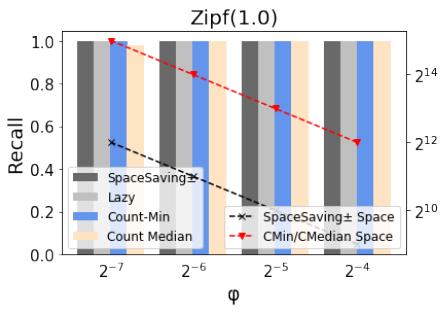 Zipf(1.0)
1.0
0.8
0.6
0.4
0.2
0.0
Recall
2^14
2^12
2^10
SpaceSaving±
Lazy
Count-Min
Count Median
SpaceSaving± Space
CMin/CMedian Space
2^-7 2^-6 2^-5 2^-4
φ